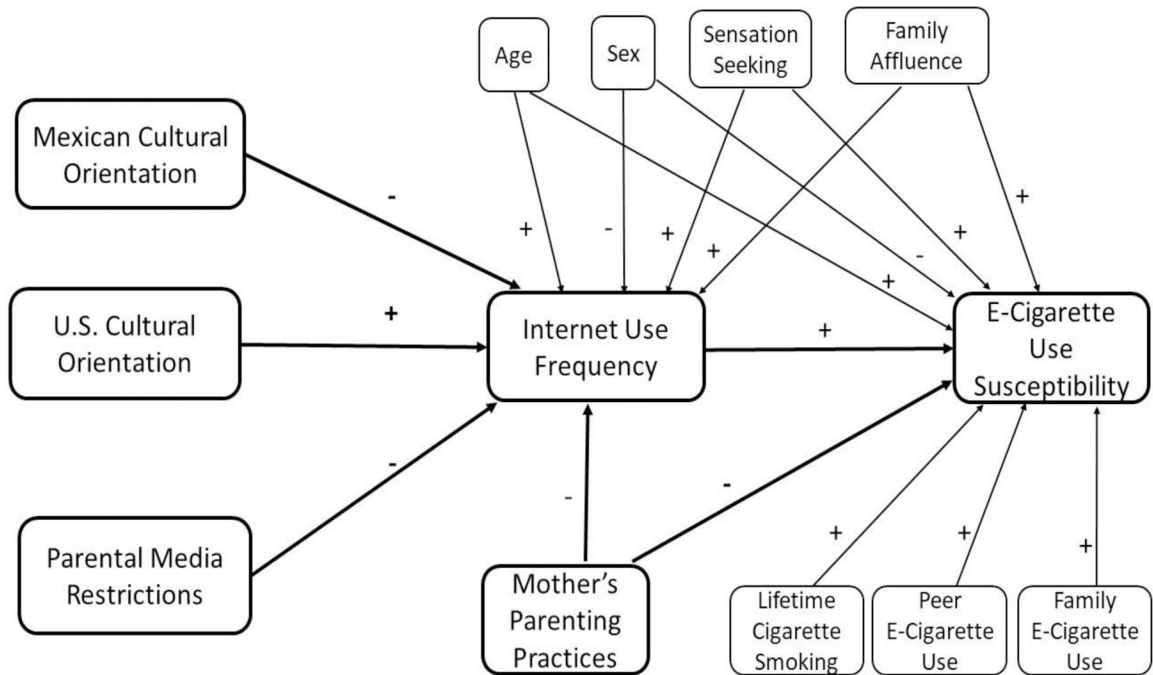 Age
Sex
Sensation
Seeking
Family
Affluence
Mexican Cultural
Orientation
-
+
-
+
+
+
-
+
+
U.S. Cultural
Orientation
+
Internet Use
Frequency
+
E-Cigarette
Use
Susceptibility
Parental Media
Restrictions
-
-
-
+
+
+
Mother's
Parenting
Practices
Lifetime
Cigarette
Smoking
Peer
E-Cigarette
Use
Family
E-Cigarette
Use